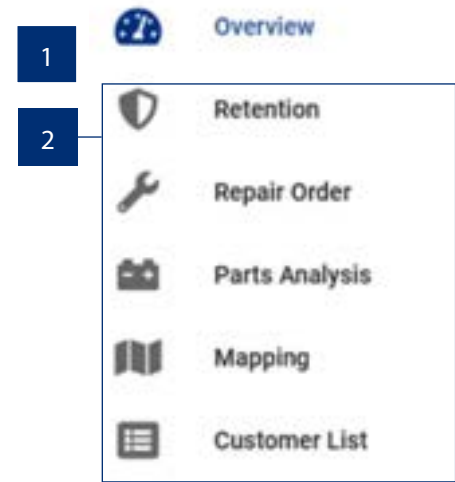 Overview
1
Retention
2
Repair Order
Parts Analysis
Mapping
Customer List